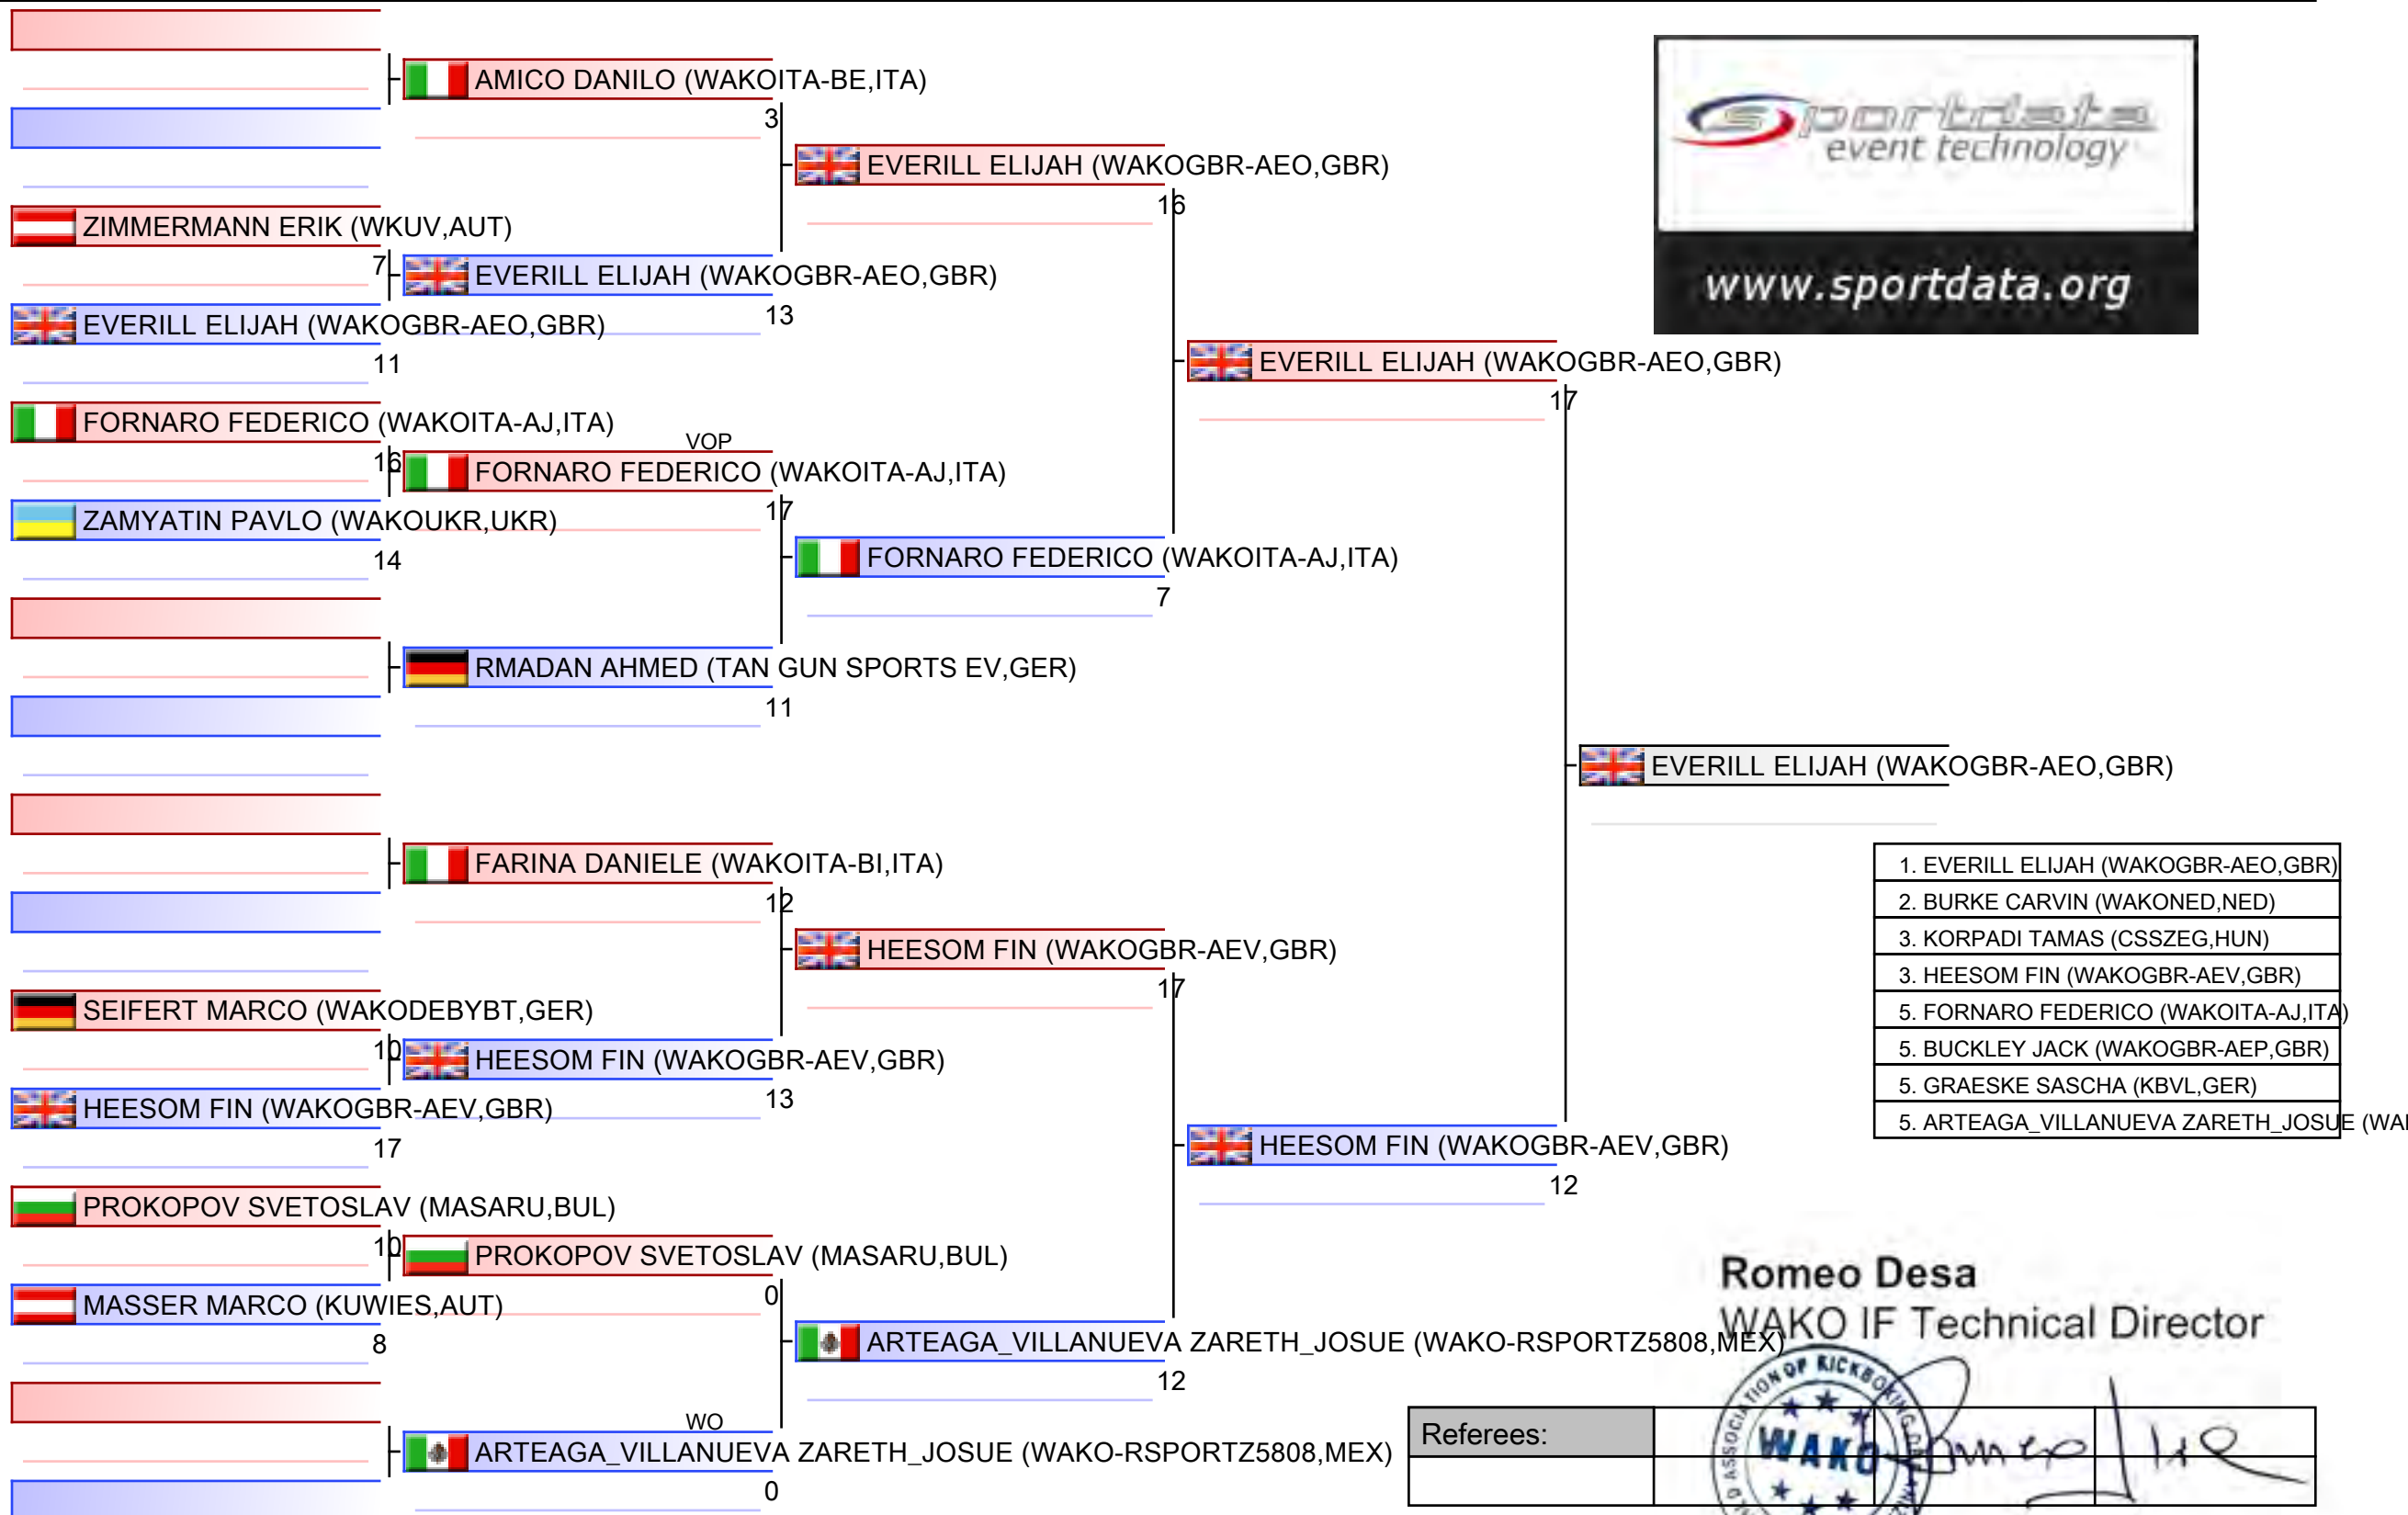 AMICO DANILO (WAKOITA-BE,ITA)
3
EVERILL ELIJAH (WAKOGBR-AEO,GBR)
16
ZIMMERMANN ERIK (WKUV,AUT)
7
EVERILL ELIJAH (WAKOGBR-AEO,GBR)
13
EVERILL ELIJAH (WAKOGBR-AEO,GBR)
11
EVERILL ELIJAH (WAKOGBR-AEO,GBR)
17
FORNARO FEDERICO (WAKOITA-AJ,ITA)
16
VOP
FORNARO FEDERICO (WAKOITA-AJ,ITA)
17
ZAMYATIN PAVLO (WAKOUKR,UKR)
14
FORNARO FEDERICO (WAKOITA-AJ,ITA)
7
RMADAN AHMED (TAN GUN SPORTS EV,GER)
11
EVERILL ELIJAH (WAKOGBR-AEO,GBR)
FARINA DANIELE (WAKOITA-BI,ITA)
12
HEESOM FIN (WAKOGBR-AEV,GBR)
17
SEIFERT MARCO (WAKODEBYBT,GER)
10
HEESOM FIN (WAKOGBR-AEV,GBR)
13
HEESOM FIN (WAKOGBR-AEV,GBR)
17
HEESOM FIN (WAKOGBR-AEV,GBR)
12
PROKOPOV SVETOSLAV (MASARU,BUL)
10
PROKOPOV SVETOSLAV (MASARU,BUL)
0
MASSER MARCO (KUWIES,AUT)
8
ARTEAGA_VILLANUEVA ZARETH_JOSUE (WAKO-RSPORTZ5808,MEX)
12
WO
ARTEAGA_VILLANUEVA ZARETH_JOSUE (WAKO-RSPORTZ5808,MEX)
0
sportdata
event technology
www.sportdata.org
1. EVERILL ELIJAH (WAKOGBR-AEO,GBR)
2. BURKE CARVIN (WAKONED,NED)
3. KORPADI TAMAS (CSSZEG,HUN)
3. HEESOM FIN (WAKOGBR-AEV,GBR)
5. FORNARO FEDERICO (WAKOITA-AJ,ITA)
5. BUCKLEY JACK (WAKOGBR-AEP,GBR)
5. GRAESKE SASCHA (KBVL,GER)
5. ARTEAGA_VILLANUEVA ZARETH_JOSUE (WA
Romeo Desa
WAKO IF Technical Director
Referees:
ASSOCIATION OF KICKBOXING
WAKO